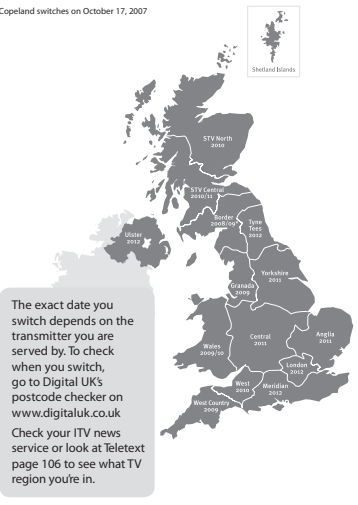 Copeland switches on October 17, 2007
Shetland Islands
STV North
2010
STV Central
2010/11
Border
2008/09*
Tyne
Tees
2012
Ulster
2012
Yorkshire
2011
Granada
2009
Wales
2009/10
Central
2011
Anglia
2011
London
2012
West
2010
Meridian
2012
West Country
2009
The exact date you
switch depends on the
transmitter you are
served by. To check
when you switch,
go to Digital UK’s
postcode checker on
www.digitaluk.co.uk
Check your ITV news
service or look at Teletext
page 106 to see what TV
region you’re in.